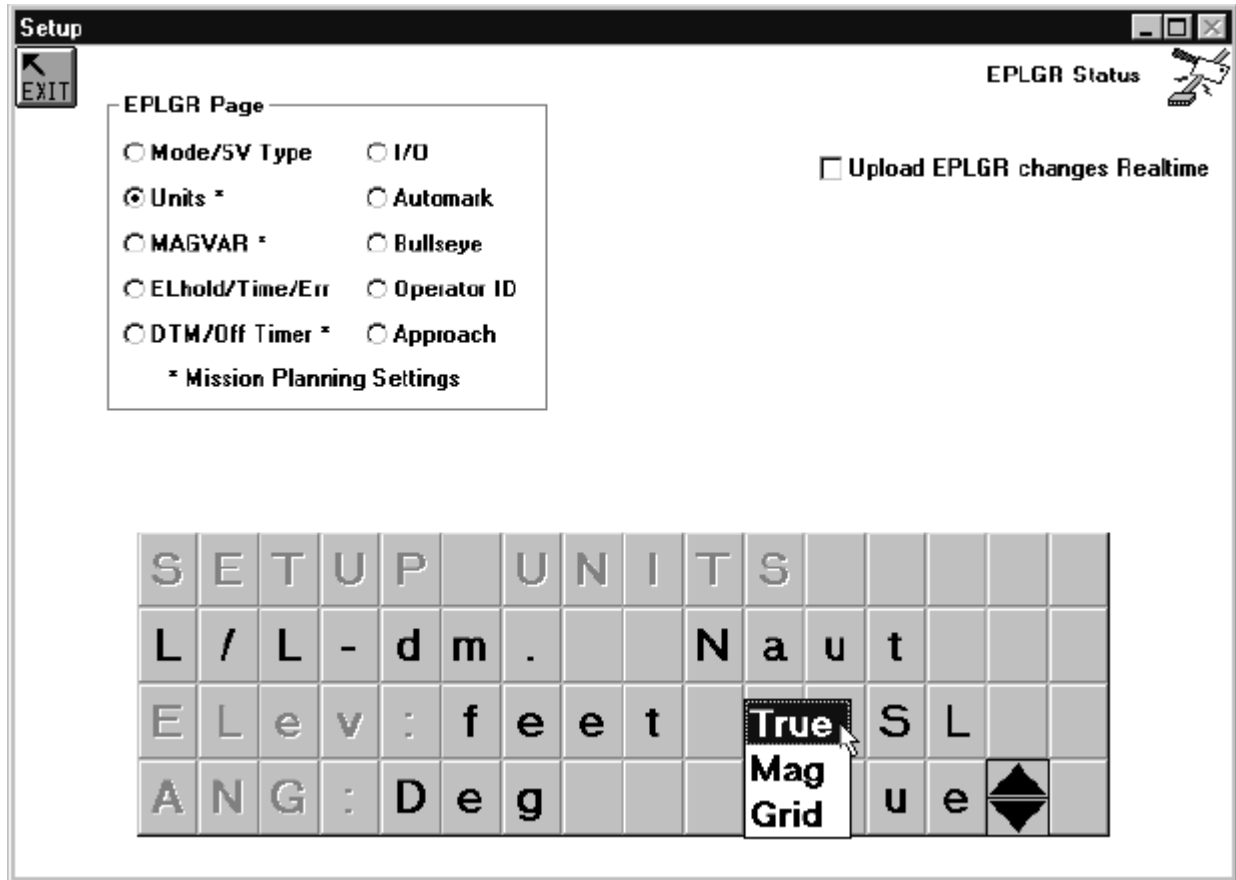 Setup
EXIT
EPLGR Status
EPLGR Page
Mode/SV Type
I/O
Upload EPLGR changes Realtime
Units *
Automark
MAGVAR *
Bullseye
ELhold/Time/Err
Operator ID
DTM/Off Timer *
Approach
* Mission Planning Settings
SETUP UNITS
L/L-dm. Naut
ELev: feet SL
ANG: Deg ue
True
Mag
Grid